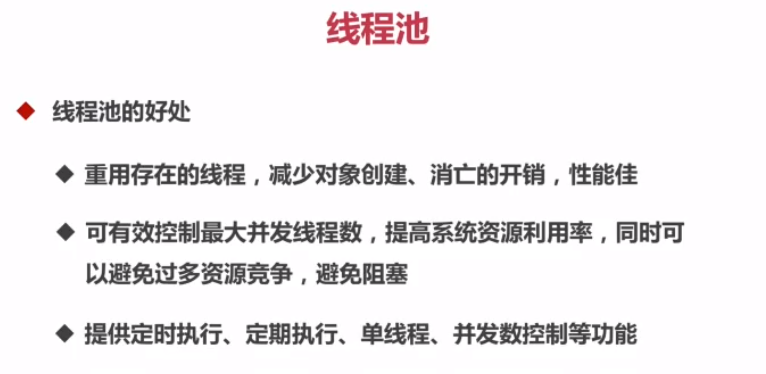 线程池
线程池的好处
重用存在的线程，减少对象创建、消亡的开销，性能佳
可有效控制最大并发线程数，提高系统资源利用率，同时可
以避免过多资源竞争，避免阻塞
提供定时执行、定期执行、单线程、并发数控制等功能